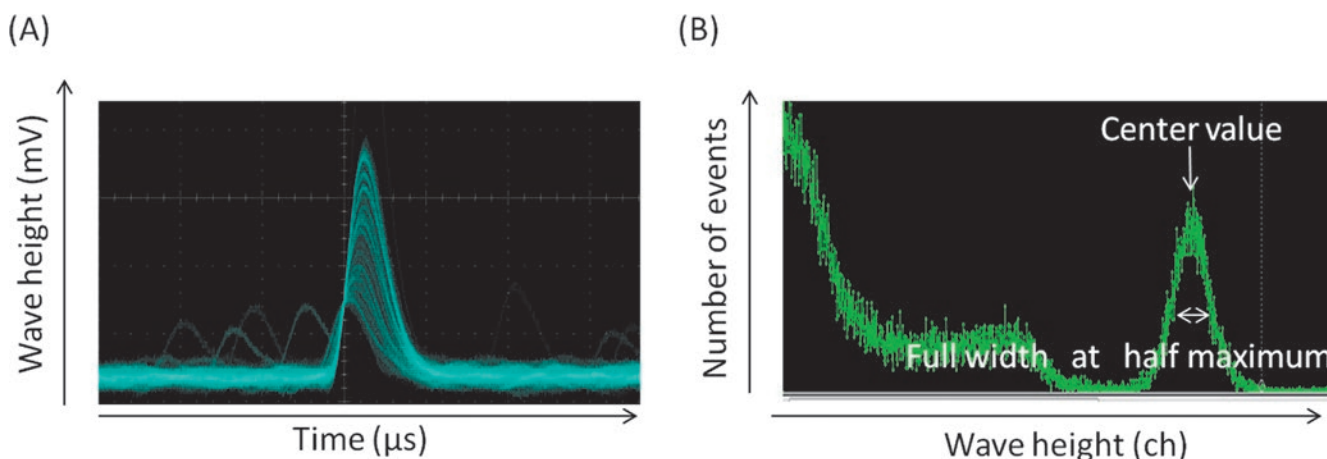 (A)
Wave height (mV)
Time (μs)
(B)
Number of events
Center value
Full width at half maximum
Wave height (ch)